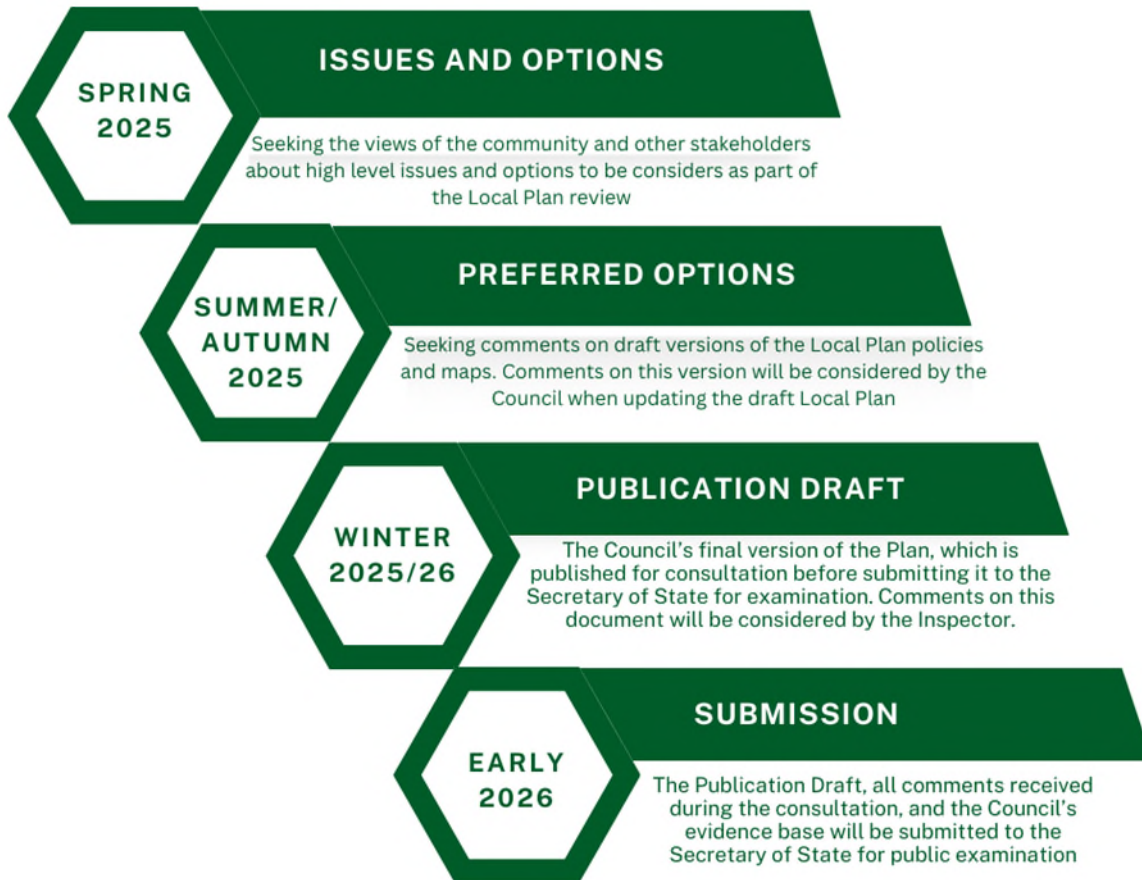 SPRING
2025
ISSUES AND OPTIONS
Seeking the views of the community and other stakeholders
about high level issues and options to be considers as part of
the Local Plan review
SUMMER/
AUTUMN
2025
PREFERRED OPTIONS
Seeking comments on draft versions of the Local Plan policies
and maps. Comments on this version will be considered by the
Council when updating the draft Local Plan
WINTER
2025/26
PUBLICATION DRAFT
The Council's final version of the Plan, which is
published for consultation before submitting it to the
Secretary of State for examination. Comments on this
document will be considered by the Inspector.
EARLY
2026
SUBMISSION
The Publication Draft, all comments received
during the consultation, and the Council's
evidence base will be submitted to the
Secretary of State for public examination